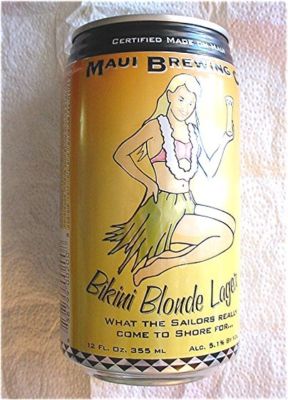 CERTIFIED MADE ON MAUI
MAUI BREWING
Bikini Blonde Lager
WHAT THE SAILORS REALLY
COME TO SHORE FOR...
12 FL. OZ. 355 ML ALC. 5.1% BY